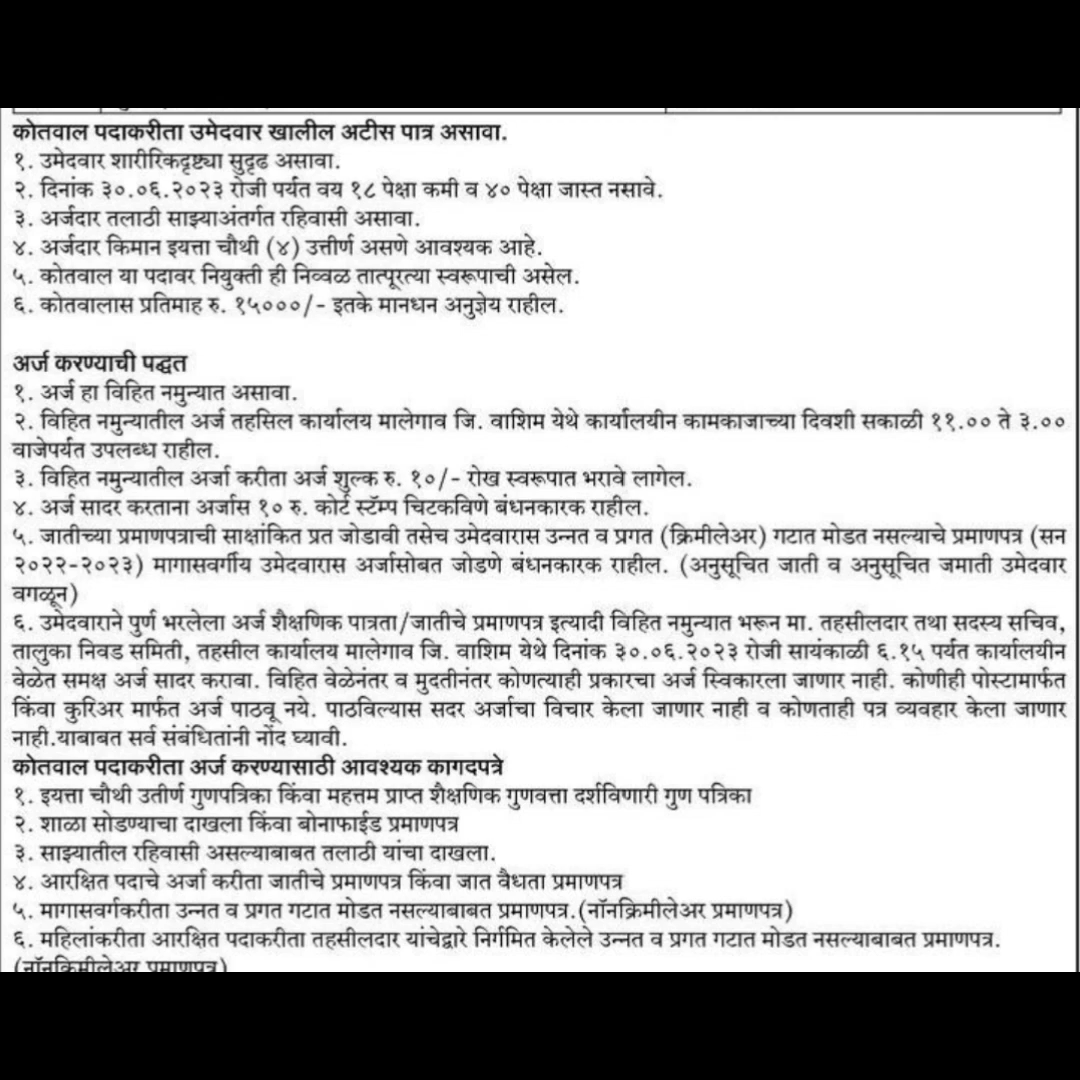 कोतवाल पदाकरीता उमेदवार खालील अटीस पात्र असावा.
१. उमेदवार शारीरिकदृष्ट्या सुदृढ असावा.
२. दिनांक ३०.०६.२०२३ रोजी पर्यंत वय १८ पेक्षा कमी व ४० पेक्षा जास्त नसावे.
३. अर्जदार तलाठी साझ्याअंतर्गत रहिवासी असावा.
४. अर्जदार किमान इयत्ता चौथी (४) उत्तीर्ण असणे आवश्यक आहे.
५. कोतवाल या पदावर नियुक्ती ही निव्वळ तात्पूरत्या स्वरूपाची असेल.
६. कोतवालास प्रतिमाह रु. १५०००/- इतके मानधन अनुज्ञेय राहील.
अर्ज करण्याची पद्धत
१. अर्ज हा विहित नमुन्यात असावा.
२. विहित नमुन्यातील अर्ज तहसिल कार्यालय मालेगाव जि. वाशिम येथे कार्यालयीन कामकाजाच्या दिवशी सकाळी ११.०० ते ३.००
वाजेपर्यंत उपलब्ध राहील.
३. विहित नमुन्यातील अर्जा करीता अर्ज शुल्क रु. १०/- रोख स्वरूपात भरावे लागेल.
४. अर्ज सादर करताना अर्जास १० रु. कोर्ट स्टॅम्प चिटकविणे बंधनकारक राहील.
५. जातीच्या प्रमाणपत्राची साक्षांकित प्रत जोडावी तसेच उमेदवारास उन्नत व प्रगत (क्रिमीलेअर) गटात मोडत नसल्याचे प्रमाणपत्र (सन
२०२२-२०२३) मागासवर्गीय उमेदवारास अर्जासोबत जोडणे बंधनकारक राहील. (अनुसूचित जाती व अनुसूचित जमाती उमेदवार
वगळून)
६. उमेदवाराने पुर्ण भरलेला अर्ज शैक्षणिक पात्रता/जातीचे प्रमाणपत्र इत्यादी विहित नमुन्यात भरून मा. तहसीलदार तथा सदस्य सचिव,
तालुका निवड समिती, तहसील कार्यालय मालेगाव जि. वाशिम येथे दिनांक ३०.०६.२०२३ रोजी सायंकाळी ६.१५ पर्यंत कार्यालयीन
वेळेत समक्ष अर्ज सादर करावा. विहित वेळेनंतर व मुदतीनंतर कोणत्याही प्रकारचा अर्ज स्विकारला जाणार नाही. कोणीही पोस्टामार्फत
किंवा कुरिअर मार्फत अर्ज पाठवू नये. पाठविल्यास सदर अर्जाचा विचार केला जाणार नाही व कोणताही पत्र व्यवहार केला जाणार
नाही.याबाबत सर्व संबंधितांनी नोंद घ्यावी.
कोतवाल पदाकरीता अर्ज करण्यासाठी आवश्यक कागदपत्रे
१. इयत्ता चौथी उतीर्ण गुणपत्रिका किंवा महत्तम प्राप्त शैक्षणिक गुणवत्ता दर्शविणारी गुण पत्रिका
२. शाळा सोडण्याचा दाखला किंवा बोनाफाईड प्रमाणपत्र
३. साझ्यातील रहिवासी असल्याबाबत तलाठी यांचा दाखला.
४. आरक्षित पदाचे अर्जा करीता जातीचे प्रमाणपत्र किंवा जात वैधता प्रमाणपत्र
५. मागासवर्गकरीता उन्नत व प्रगत गटात मोडत नसल्याबाबत प्रमाणपत्र.(नॉनक्रिमीलेअर प्रमाणपत्र)
६. महिलांकरीता आरक्षित पदाकरीता तहसीलदार यांचेद्वारे निर्गमित केलेले उन्नत व प्रगत गटात मोडत नसल्याबाबत प्रमाणपत्र.
(नॉनक्रिमीलेअर प्रमाणपत्र)